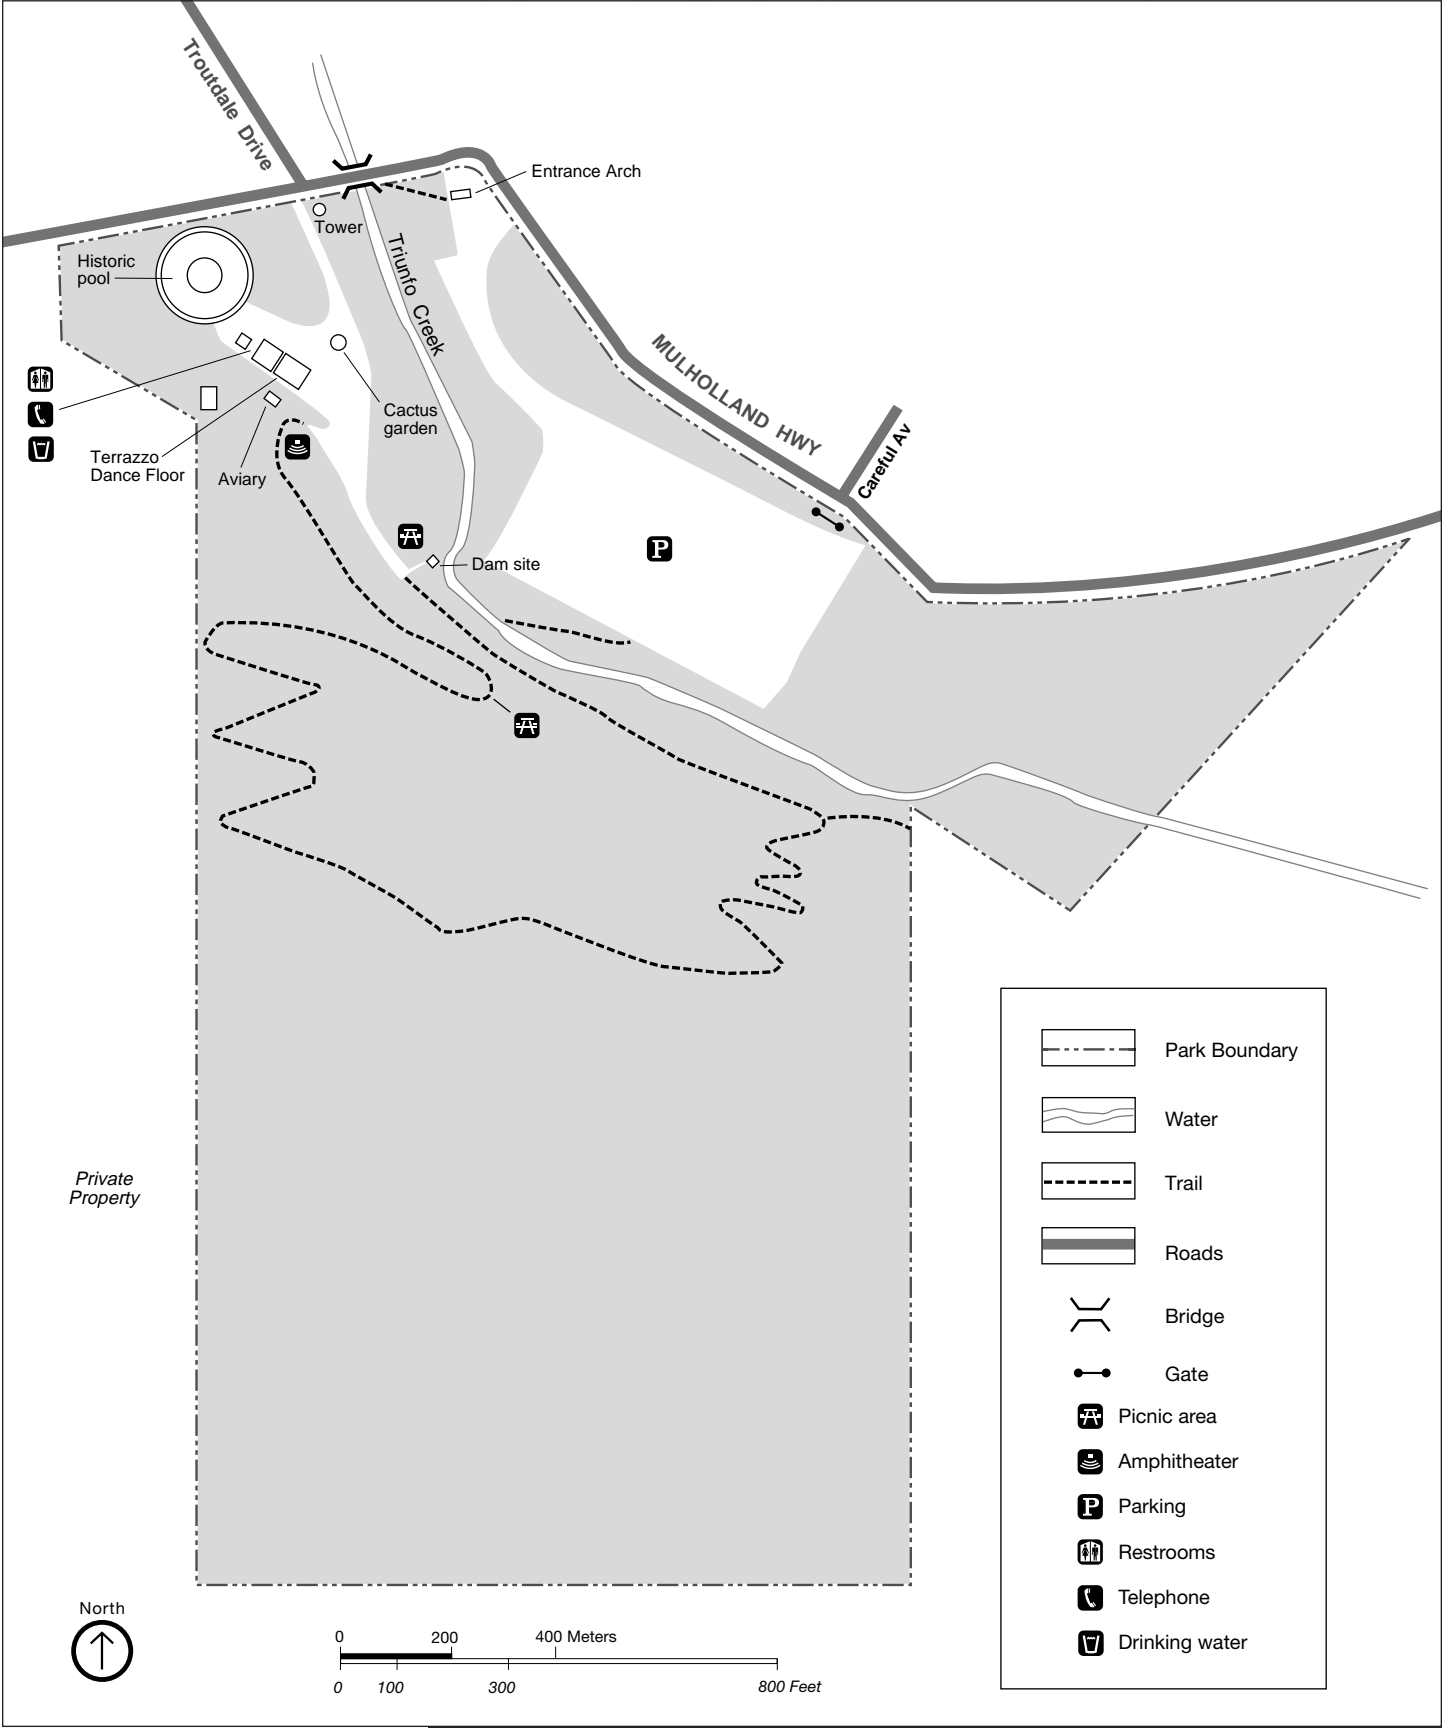 Troutdale Drive
Entrance Arch
Tower
Historic
pool
Triunfo Creek
MULHOLLAND HWY
Careful Av
Cactus
garden
Terrazzo
Dance Floor
Aviary
P
Dam site
Private
Property
Park Boundary
Water
Trail
Roads
Bridge
Gate
Picnic area
Amphitheater
P Parking
Restrooms
Telephone
Drinking water
North
0 200 400 Meters
0 100 300 800 Feet